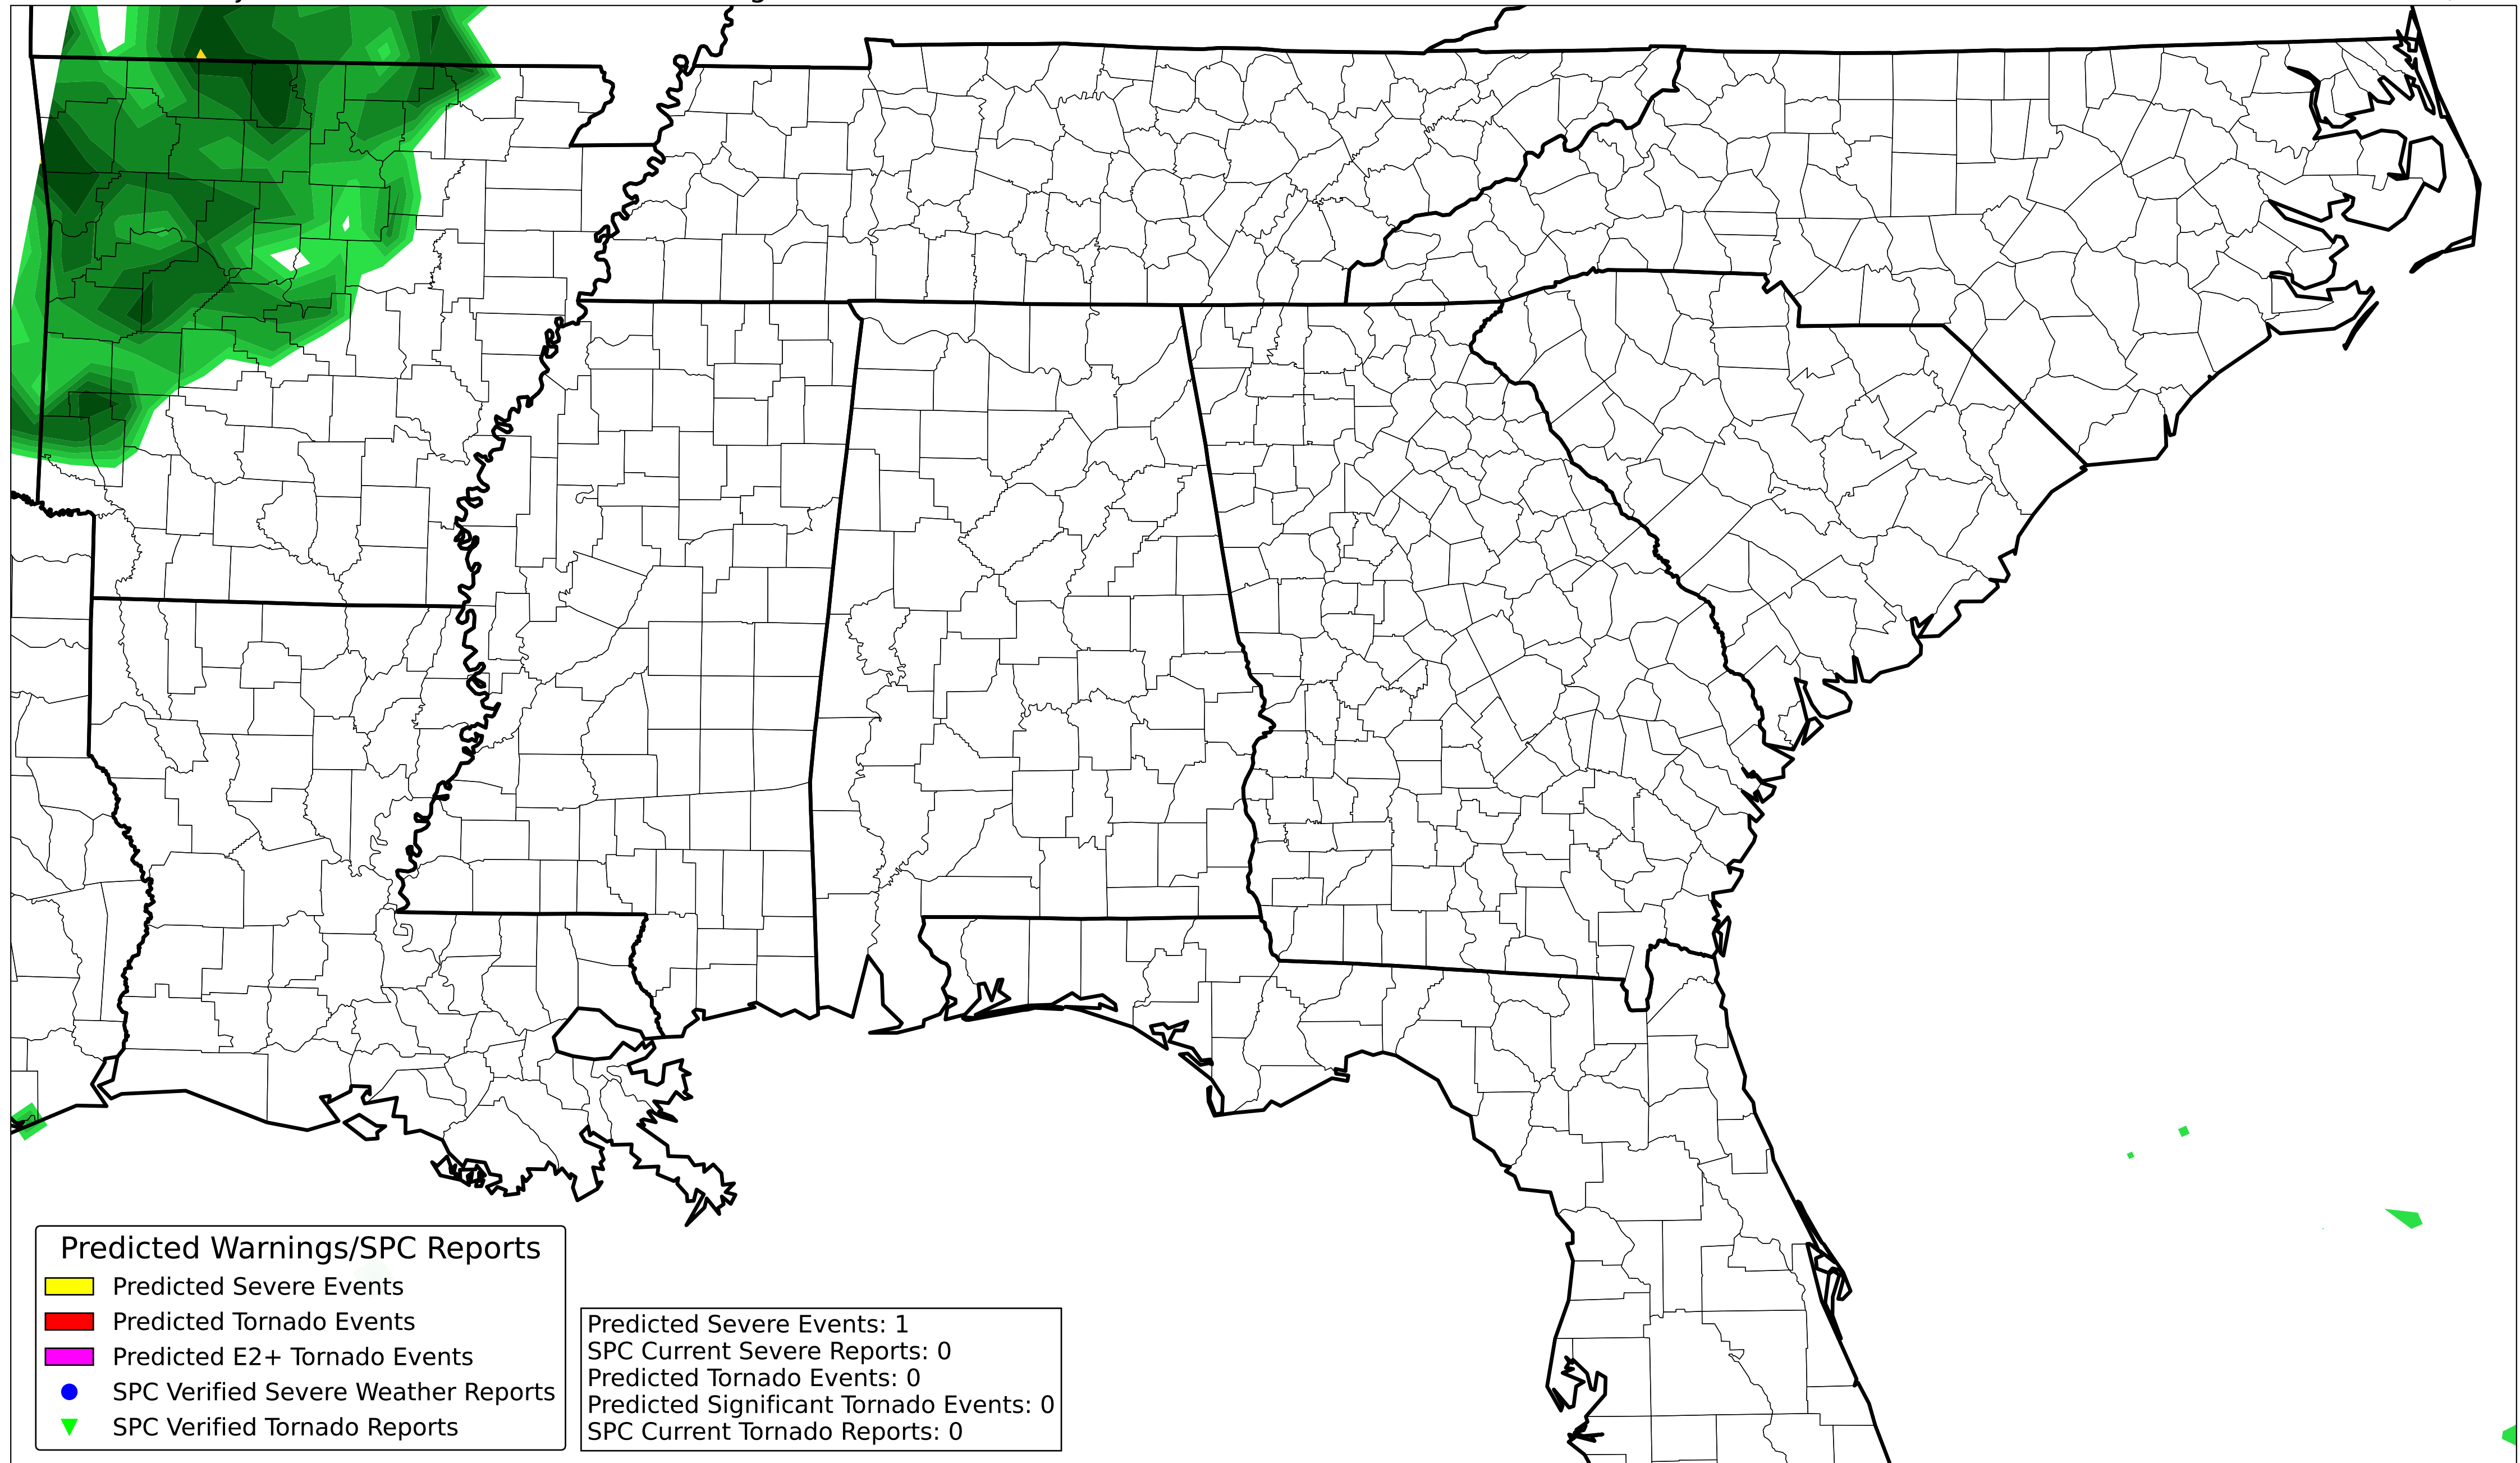 Predicted Warnings/SPC Reports
Predicted Severe Events
Predicted Tornado Events
Predicted E2+ Tornado Events
SPC Verified Severe Weather Reports
SPC Verified Tornado Reports
Predicted Severe Events: 1
SPC Current Severe Reports: 0
Predicted Tornado Events: 0
Predicted Significant Tornado Events: 0
SPC Current Tornado Reports: 0